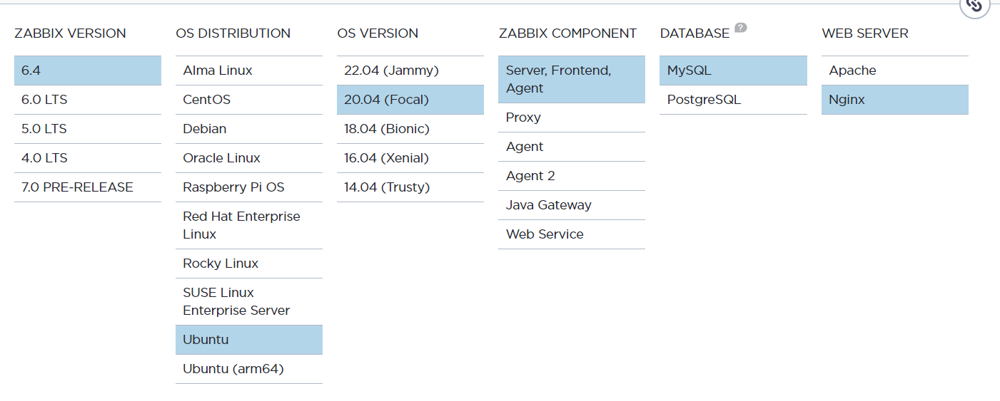 ZABBIX VERSION
6.4
6.0 LTS
5.0 LTS
4.0 LTS
7.0 PRE-RELEASE
OS DISTRIBUTION
Alma Linux
CentOS
Debian
Oracle Linux
Raspberry Pi OS
Red Hat Enterprise
Linux
Rocky Linux
SUSE Linux
Enterprise Server
Ubuntu
Ubuntu (arm64)
OS VERSION
22.04 (Jammy)
20.04 (Focal)
18.04 (Bionic)
16.04 (Xenial)
14.04 (Trusty)
ZABBIX COMPONENT
Server, Frontend,
Agent
Proxy
Agent
Agent 2
Java Gateway
Web Service
DATABASE ?
MySQL
PostgreSQL
WEB SERVER
Apache
Nginx